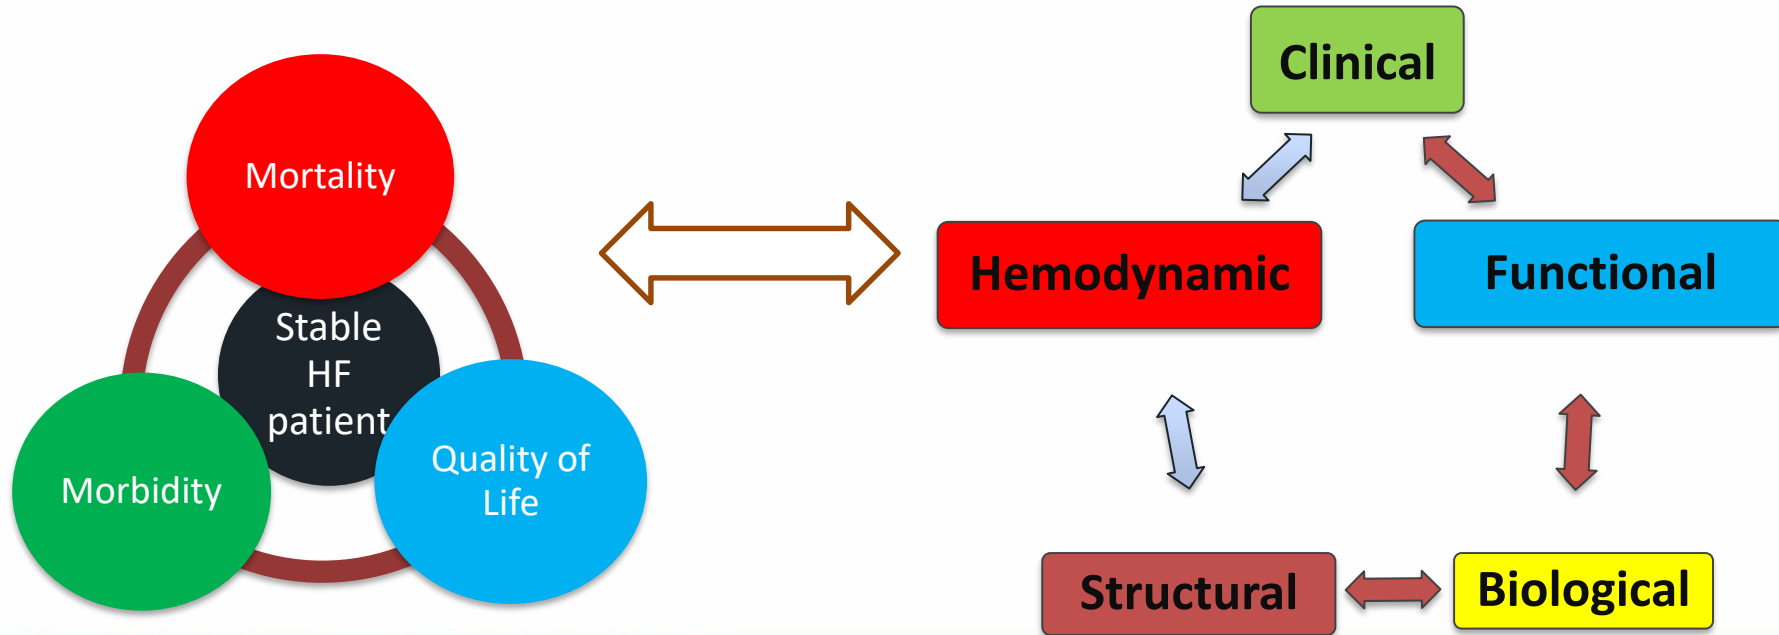 Mortality
Stable
HF
patient
Morbidity
Quality of
Life
Clinical
Hemodynamic
Functional
Structural
Biological